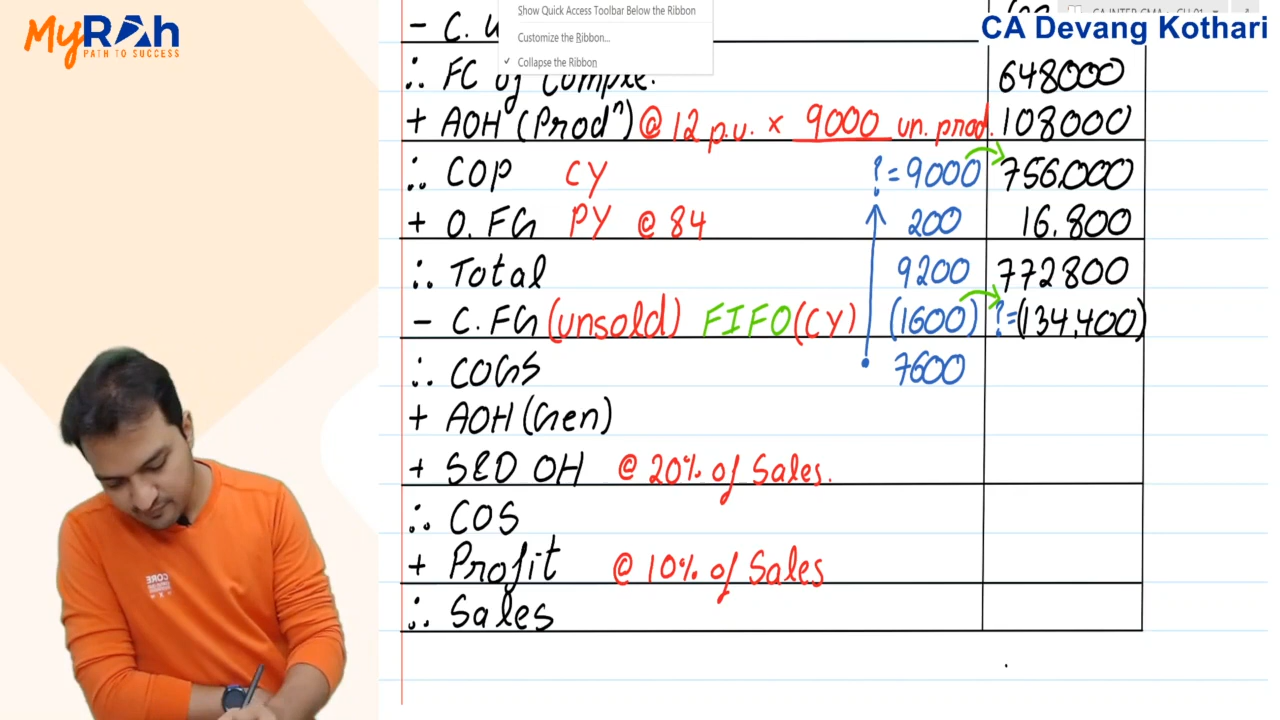 MyRAh
PATH TO SUCCESS
Show Quick Access Toolbar Below the Ribbon
Customize the Ribbon...
✓ Collapse the Ribbon
CA Devang Kothari
- C.
∴ FC of Comple. 648000
+ AOH (Prodⁿ) @ 12 p.u. × 9000 un. prod. 108000
∴ COP CY ? = 9000 756000
+ O. FG PY @ 84 200 16.800
∴ Total 9200 772800
- C. FG (unsold) FIFO (CY) (1600) ? = (134,400)
∴ COGS 7600
+ AOH (Gen)
+ S&D OH @ 20% of Sales.
∴ COS
+ Profit @ 10% of Sales
∴ Sales
CORE